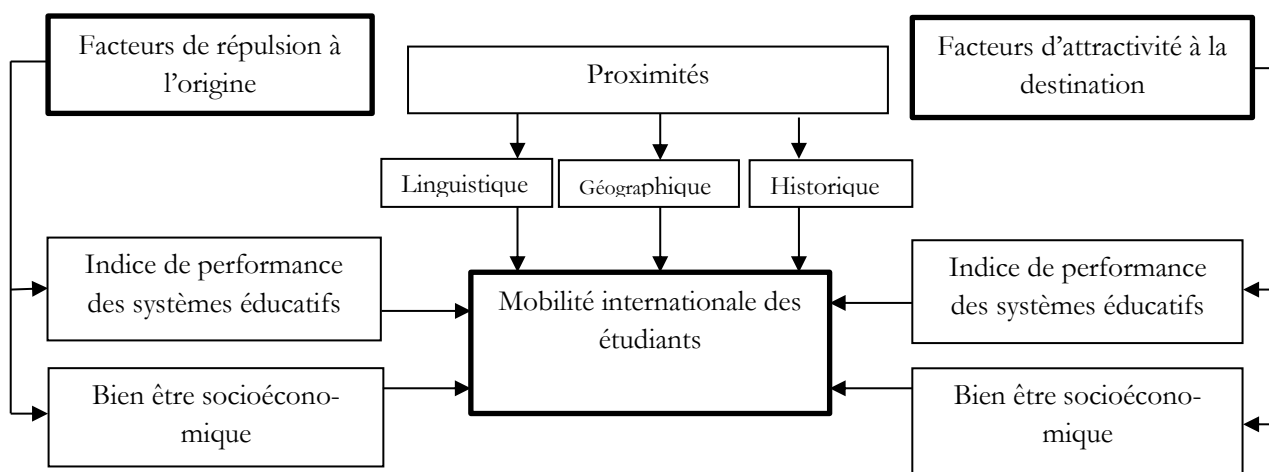 Facteurs de répulsion à
l’origine
Proximités
Facteurs d’attractivité à la
destination
Linguistique
Géographique
Historique
Indice de performance
des systèmes éducatifs
Mobilité internationale des
étudiants
Indice de performance
des systèmes éducatifs
Bien être socioécono-
mique
Bien être socioécono-
mique